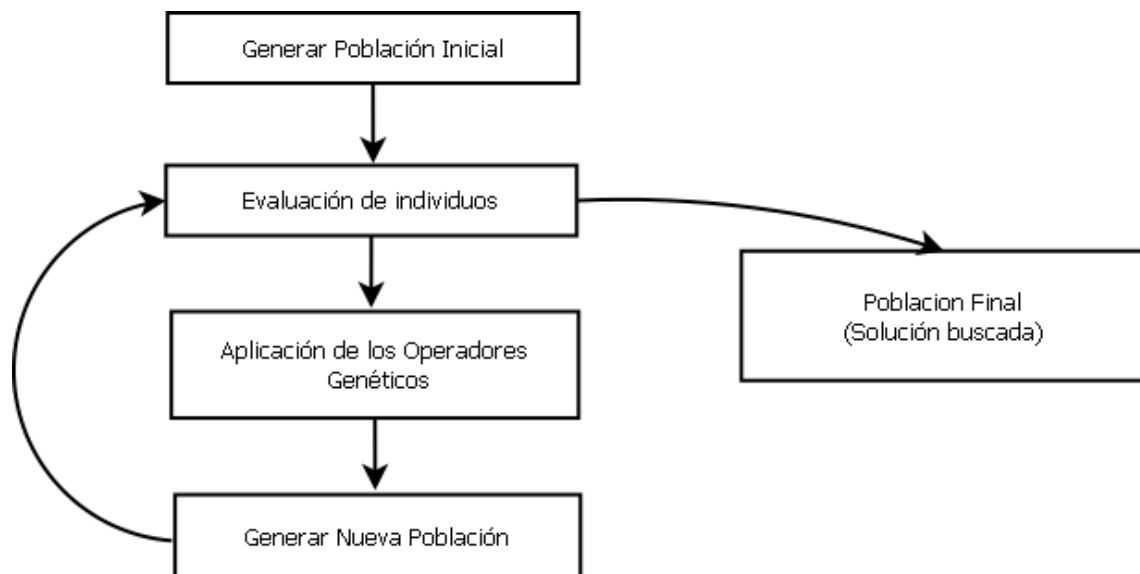 Generar Población Inicial
Evaluación de individuos
Poblacion Final
(Solución buscada)
Aplicación de los Operadores
Genéticos
Generar Nueva Población